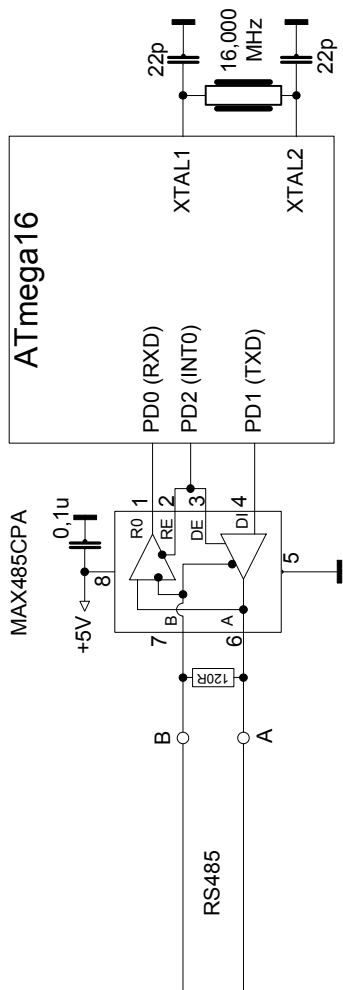 ATmega16
22p
16,000
MHz
22p
XTAL1
XTAL2
PD0 (RXD)
PD2 (INT0)
PD1 (TXD)
MAX485CPA
0,1u
+5V
8
1
2
3
4
5
R0
RE
DE
DI
B
A
7
6
120R
B
A
RS485